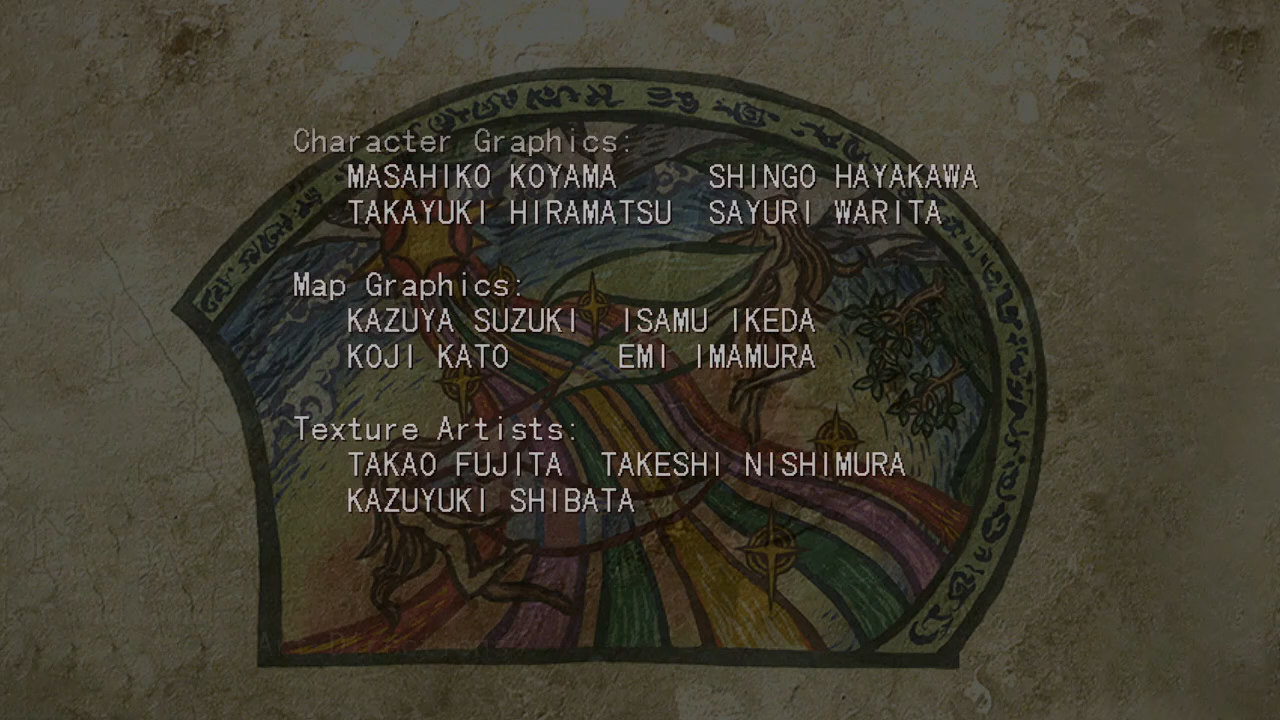 Character Graphics:
MASAHIKO KOYAMA SHINGO HAYAKAWA
TAKAYUKI HIRAMATSU SAYURI WARITA
Map Graphics:
KAZUYA SUZUKI ISAMU IKEDA
KOJI KATO EMI IMAMURA
Texture Artists:
TAKAO FUJITA TAKESHI NISHIMURA
KAZUYUKI SHIBATA